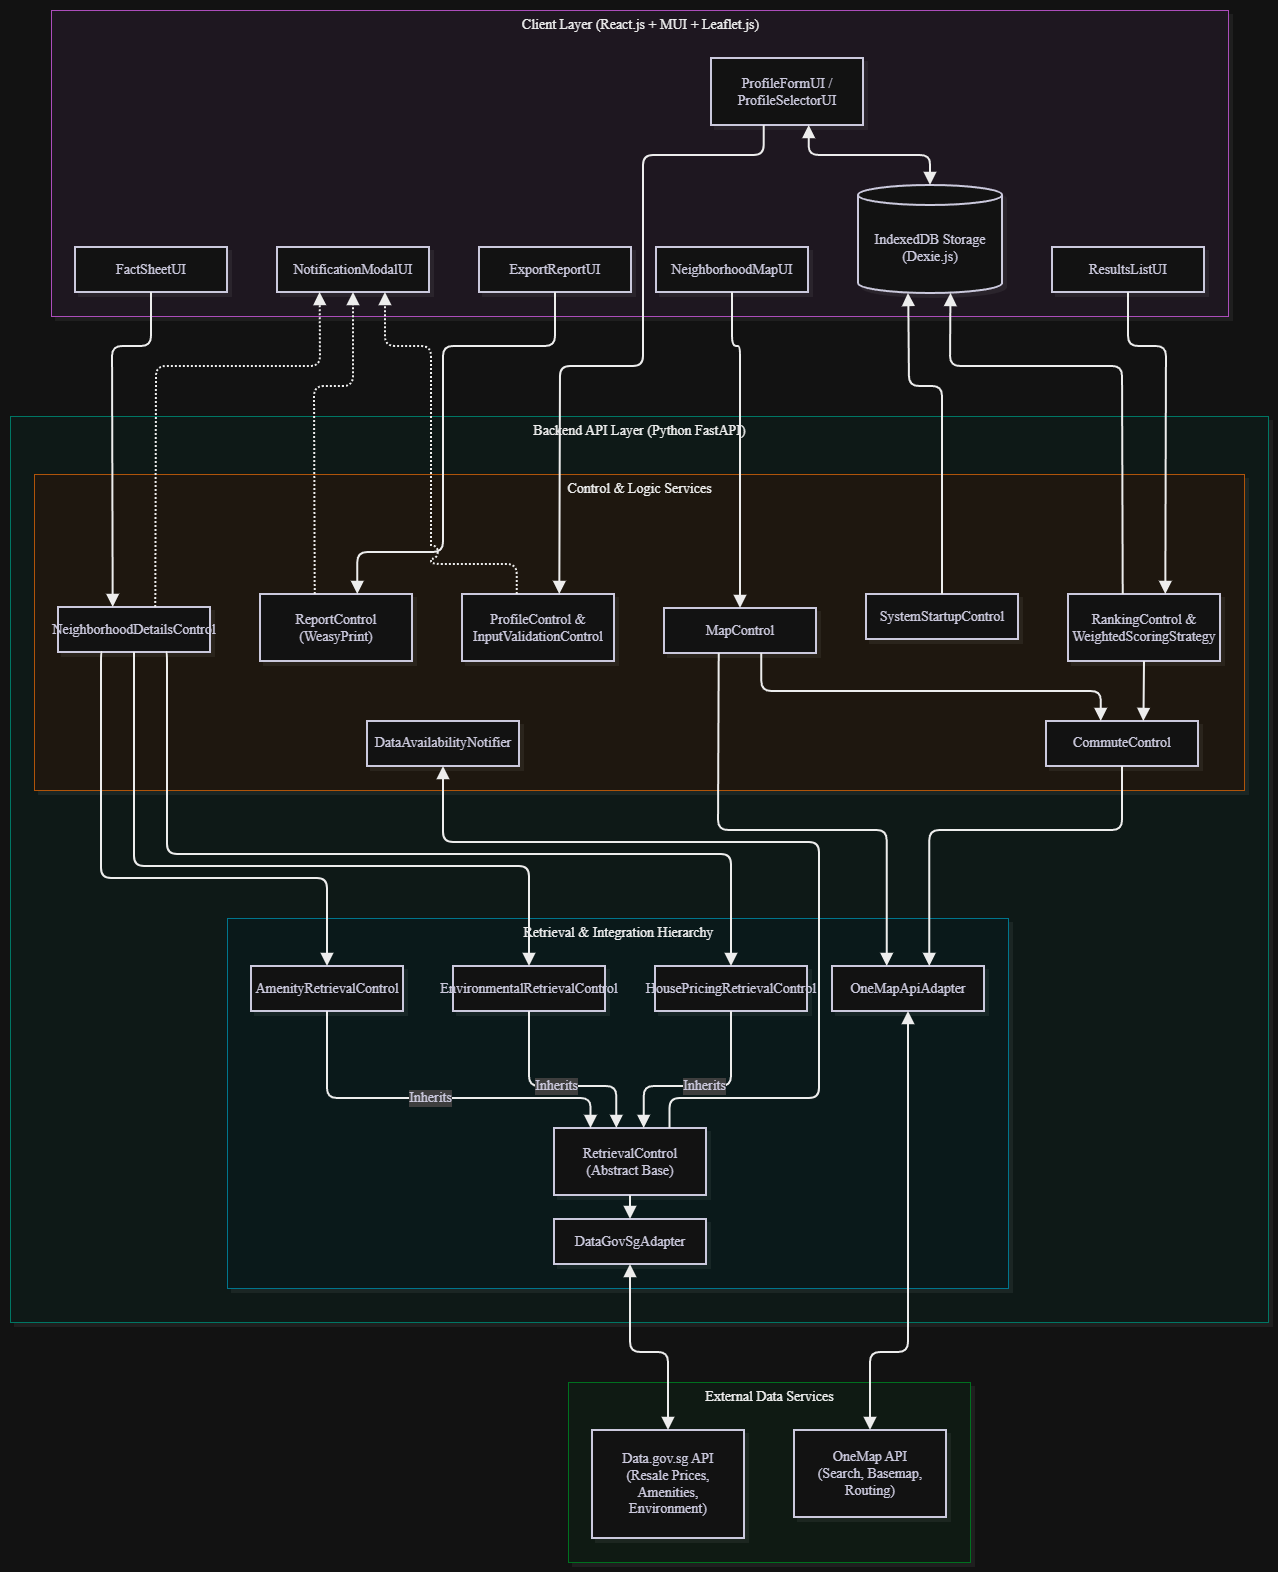 Client Layer (React.js + MUI + Leaflet.js)
ProfileFormUI /
ProfileSelectorUI
IndexedDB Storage
(Dexie.js)
FactSheetUI
NotificationModalUI
ExportReportUI
NeighborhoodMapUI
ResultsListUI
Backend API Layer (Python FastAPI)
Control & Logic Services
NeighborhoodDetailsControl
ReportControl
(WeasyPrint)
ProfileControl &
InputValidationControl
MapControl
SystemStartupControl
RankingControl &
WeightedScoringStrategy
DataAvailabilityNotifier
CommuteControl
Retrieval & Integration Hierarchy
AmenityRetrievalControl
EnvironmentalRetrievalControl
HousePricingRetrievalControl
OneMapApiAdapter
Inherits
Inherits
Inherits
RetrievalControl
(Abstract Base)
DataGovSgAdapter
External Data Services
Data.gov.sg API
(Resale Prices,
Amenities,
Environment)
OneMap API
(Search, Basemap,
Routing)